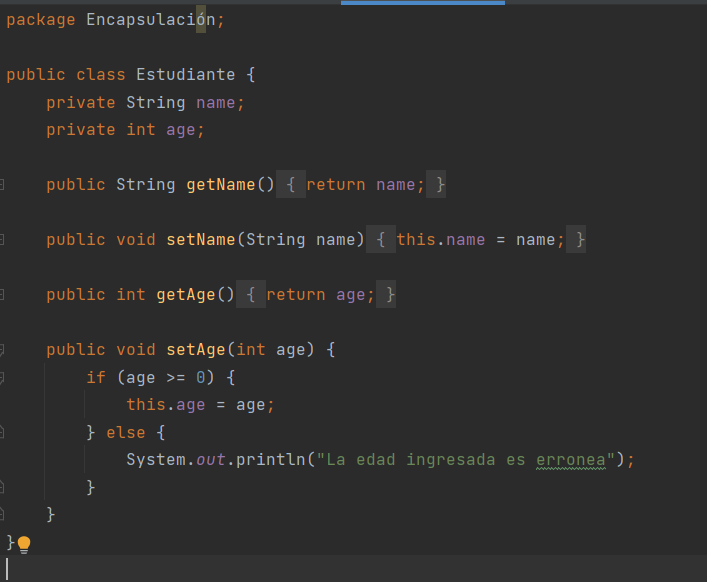 package Encapsulación;
public class Estudiante {
private String name;
private int age;
public String getName() { return name; }
public void setName(String name) { this.name = name; }
public int getAge() { return age; }
public void setAge(int age) {
if (age >= 0) {
this.age = age;
} else {
System.out.println("La edad ingresada es erronea");
}
}
}